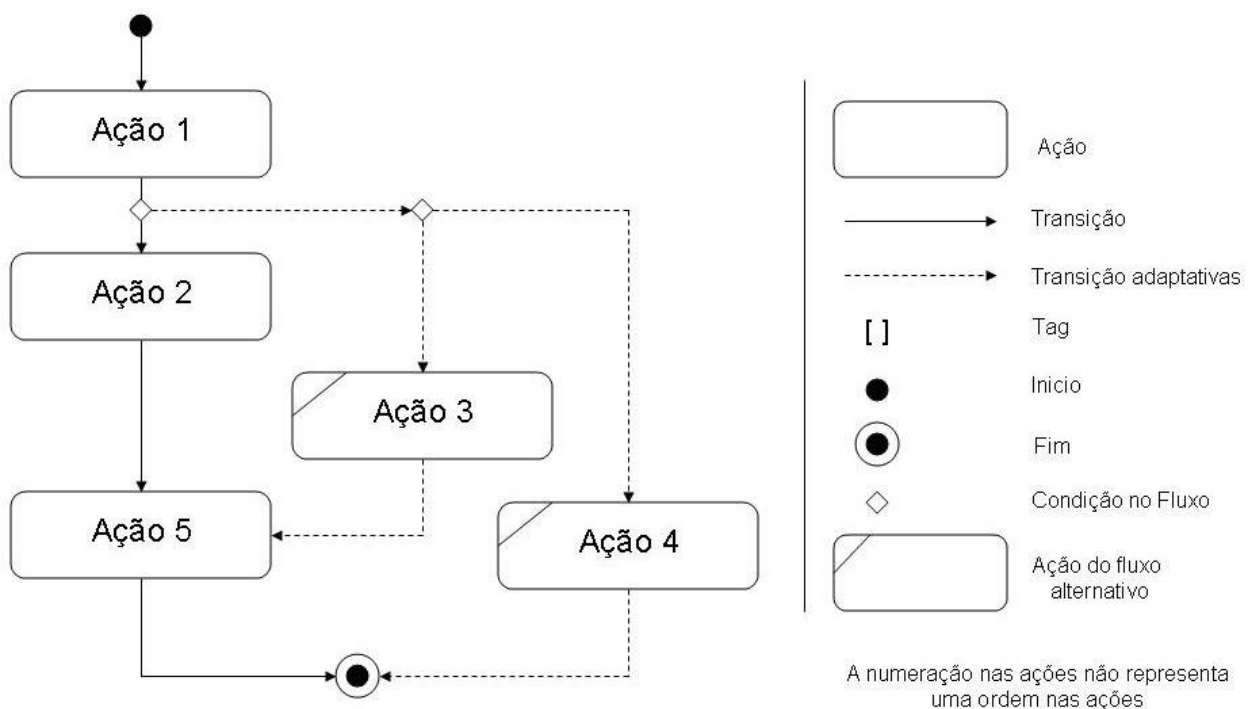 Ação 1
Ação 2
Ação 3
Ação 4
Ação 5
Ação
Transição
Transição adaptativas
[ ] Tag
Inicio
Fim
Condição no Fluxo
Ação do fluxo
alternativo
A numeração nas ações não representa
uma ordem nas ações